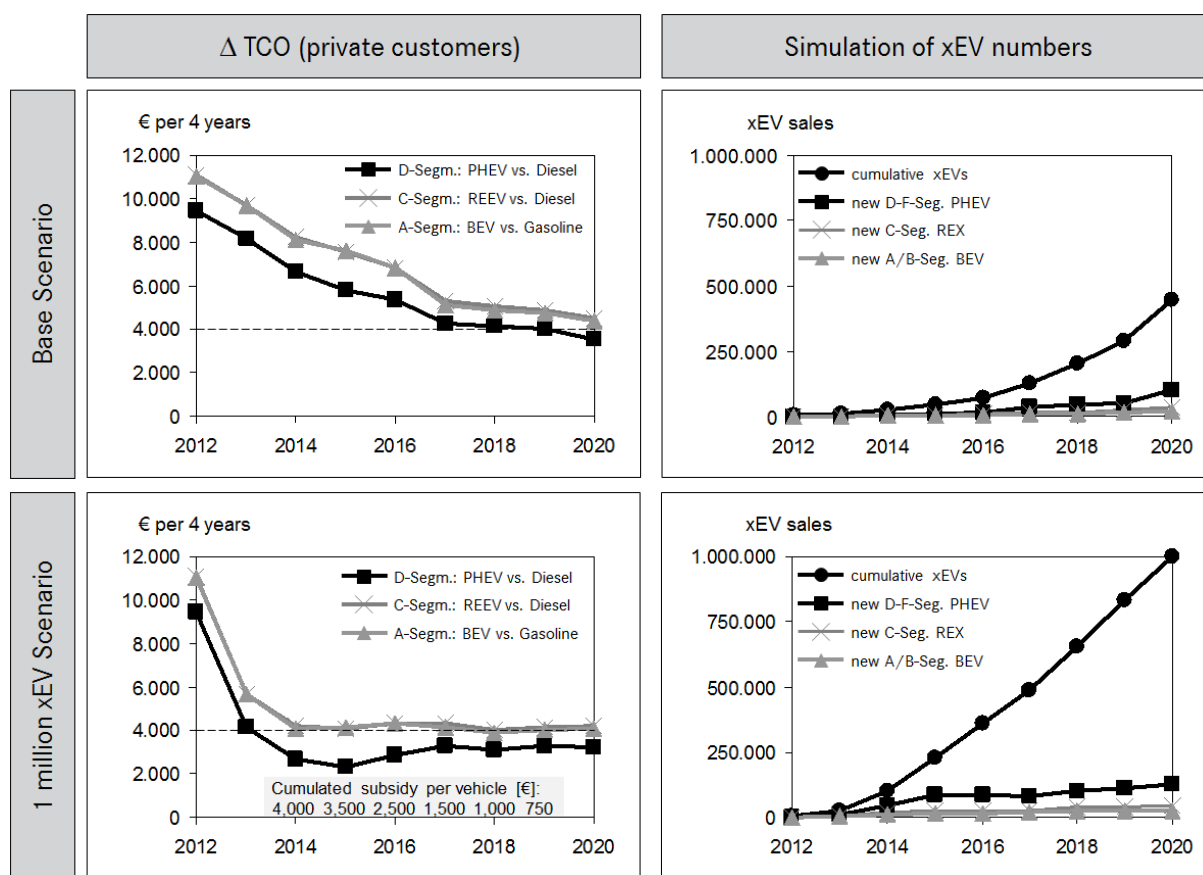 Δ TCO (private customers)
Simulation of xEV numbers
Base Scenario
€ per 4 years
12.000
10.000
8.000
6.000
4.000
2.000
0
D-Segm.: PHEV vs. Diesel
C-Segm.: REEV vs. Diesel
A-Segm.: BEV vs. Gasoline
2012 2014 2016 2018 2020
xEV sales
1.000.000
750.000
500.000
250.000
0
cumulative xEVs
new D-F-Seg. PHEV
new C-Seg. REX
new A/B-Seg. BEV
2012 2014 2016 2018 2020
1 million xEV Scenario
€ per 4 years
12.000
10.000
8.000
6.000
4.000
2.000
0
D-Segm.: PHEV vs. Diesel
C-Segm.: REEV vs. Diesel
A-Segm.: BEV vs. Gasoline
Cumulated subsidy per vehicle [€]:
4,000 3,500 2,500 1,500 1,000 750
2012 2014 2016 2018 2020
xEV sales
1.000.000
750.000
500.000
250.000
0
cumulative xEVs
new D-F-Seg. PHEV
new C-Seg. REX
new A/B-Seg. BEV
2012 2014 2016 2018 2020